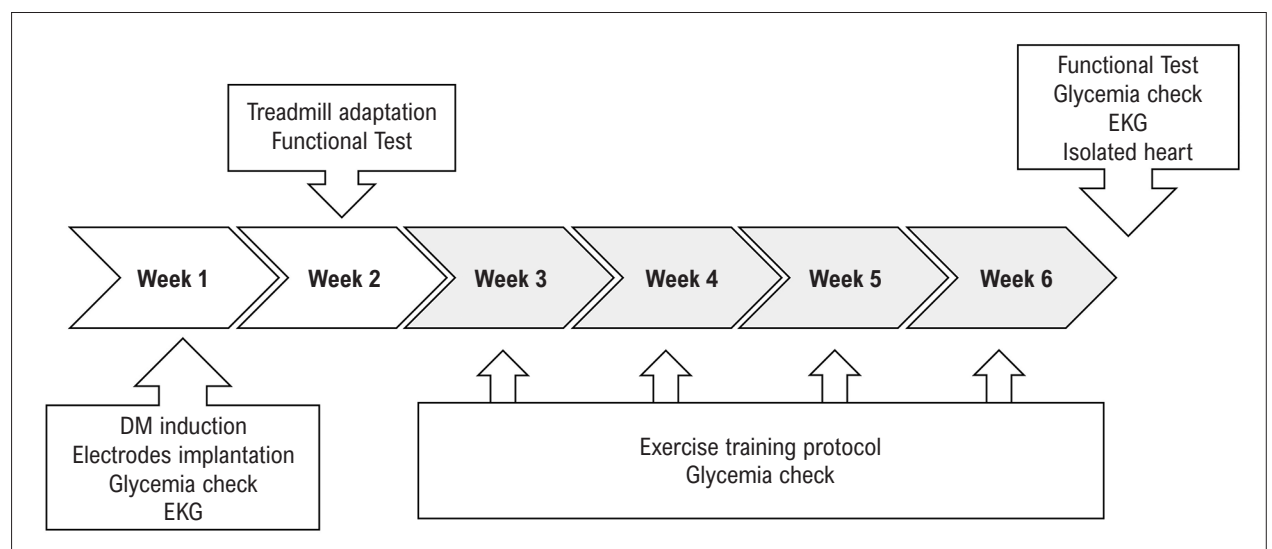 Functional Test
Glycemia check
EKG
Isolated heart
Treadmill adaptation
Functional Test
Week 1
Week 2
Week 3
Week 4
Week 5
Week 6
DM induction
Electrodes implantation
Glycemia check
EKG
Exercise training protocol
Glycemia check